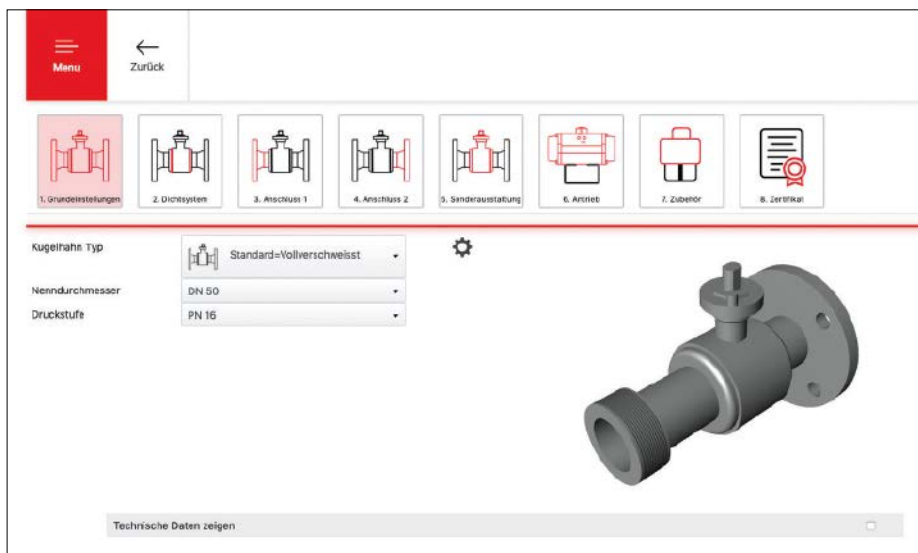 Menu
Zurück
1. Grundeinstellungen
2. Dichtsystem
3. Anschluss 1
4. Anschluss 2
5. Sonderausstattung
6. Antrieb
7. Zubehör
8. Zertifikat
Kugelhahn Typ
Standard=Vollverschweisst
Nenndurchmesser
DN 50
Druckstufe
PN 16
Technische Daten zeigen